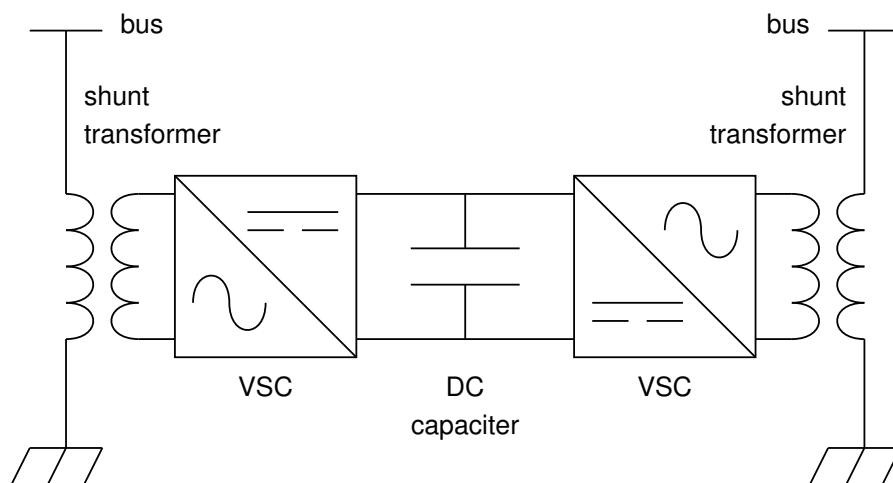 bus
bus
shunt
transformer
shunt
transformer
VSC
DC
capaciter
VSC